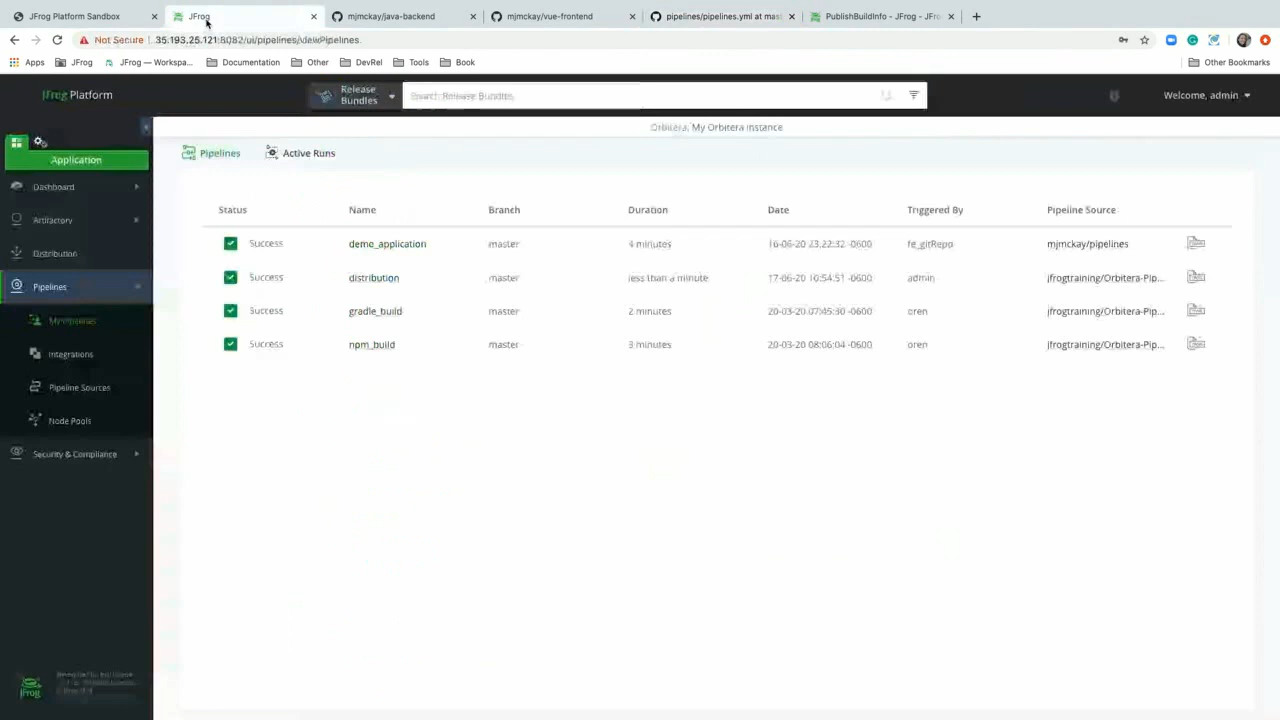 JFrog Platform Sandbox
JFrog
mjmckay/java-backend
mjmckay/vue-frontend
pipelines/pipelines.yml at mas
PublishBuildInfo - JFrog - JFro
Not Secure
35.193.25.121:8082/ui/pipelines/viewPipelines
Apps
JFrog
JFrog — Workspa...
Documentation
Other
DevRel
Tools
Book
Other Bookmarks
JFrog Platform
Release
Bundles
Search Release Bundles
Welcome, admin
Orbitera, My Orbitera Instance
Application
Pipelines
Active Runs
Dashboard
Artifactory
Distribution
Pipelines
My Pipelines
Integrations
Pipeline Sources
Node Pools
Security & Compliance
Status Name Branch Duration Date Triggered By Pipeline Source
Success demo_application master 4 minutes 16-06-20 23:22:32 -0600 fe_gitRepo mjmckay/pipelines
Success distribution master less than a minute 17-06-20 10:54:51 -0600 admin jfrogtraining/Orbitera-Pip...
Success gradle_build master 2 minutes 20-03-20 07:45:30 -0600 oren jfrogtraining/Orbitera-Pip...
Success npm_build master 3 minutes 20-03-20 08:06:04 -0600 oren jfrogtraining/Orbitera-Pip...
JFrog